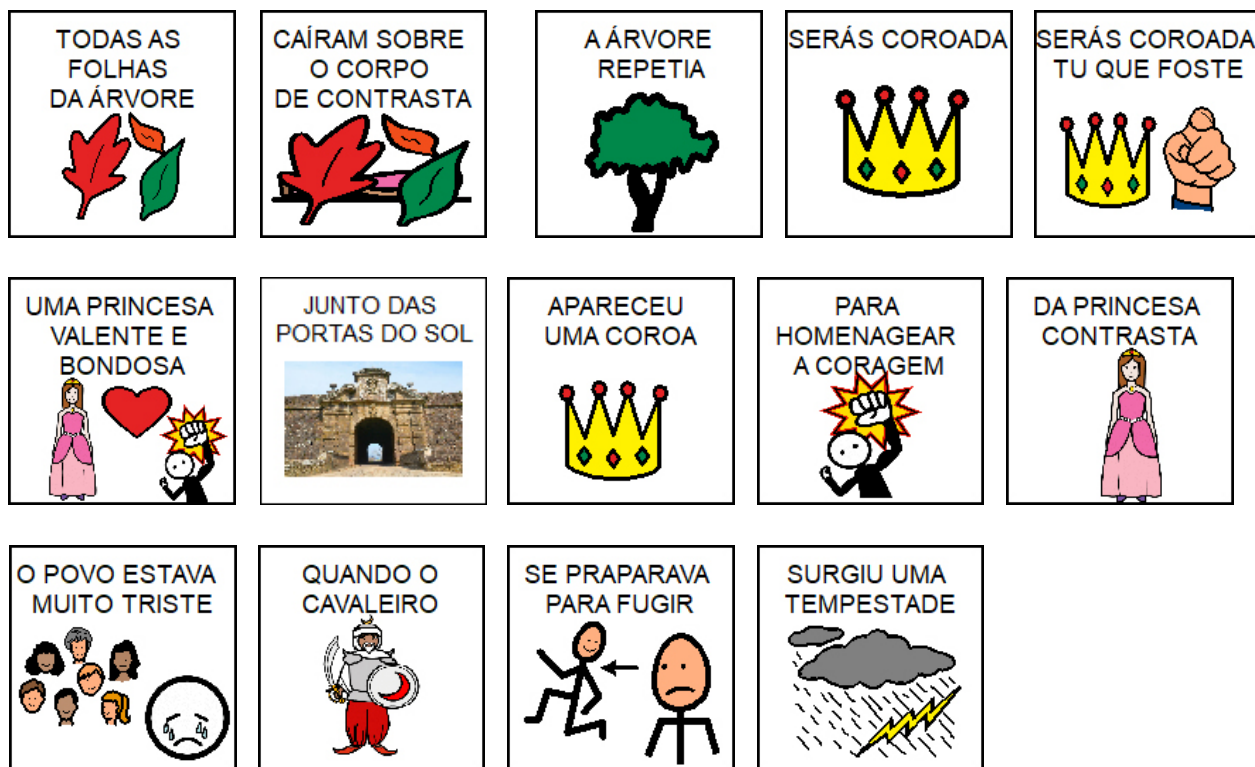 TODAS AS
FOLHAS
DA ÁRVORE
CAÍRAM SOBRE
O CORPO
DE CONTRASTA
A ÁRVORE
REPETIA
SERÁS COROADA
SERÁS COROADA
TU QUE FOSTE
UMA PRINCESA
VALENTE E
BONDOSA
JUNTO DAS
PORTAS DO SOL
APARECEU
UMA COROA
PARA
HOMENAGEAR
A CORAGEM
DA PRINCESA
CONTRASTA
O POVO ESTAVA
MUITO TRISTE
QUANDO O
CAVALEIRO
SE PRAPARAVA
PARA FUGIR
SURGIU UMA
TEMPESTADE